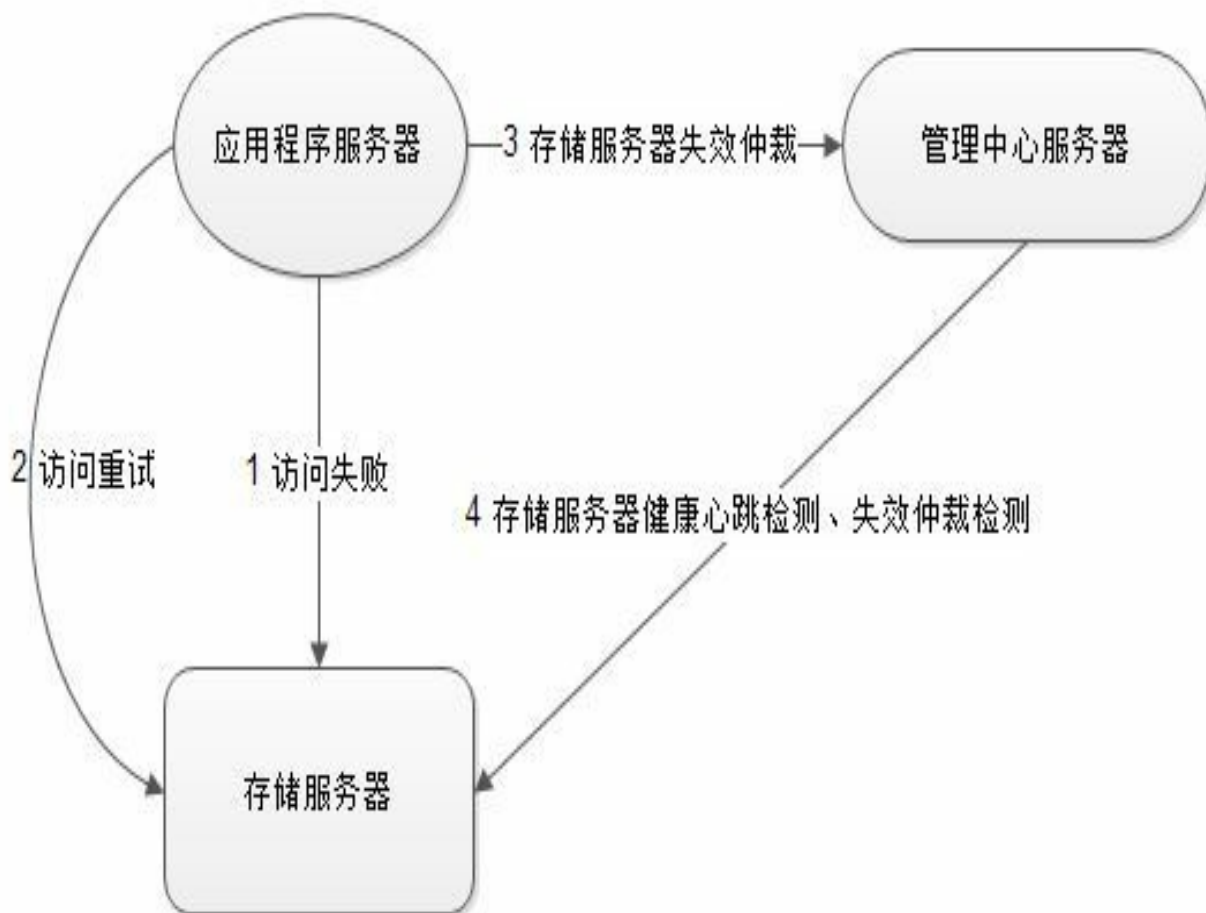 应用程序服务器
3 存储服务器失效仲裁
管理中心服务器
2 访问重试
1 访问失败
4 存储服务器健康心跳检测、失效仲裁检测
存储服务器